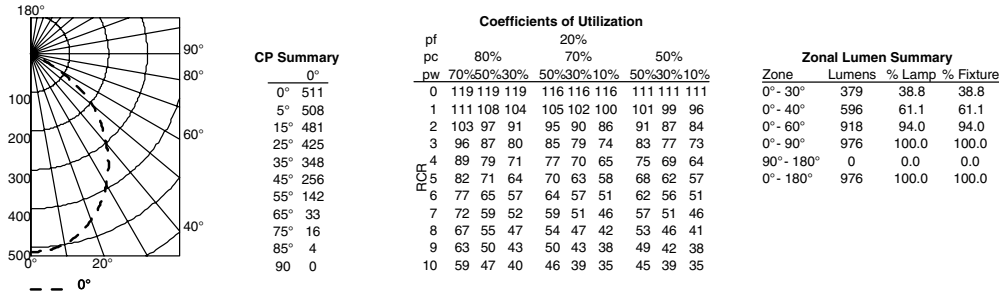 180°
90°
80°
60°
40°
100
200
300
400
500
0°
20°
0°
CP Summary
0°
0° 511
5° 508
15° 481
25° 425
35° 348
45° 256
55° 142
65° 33
75° 16
85° 4
90 0
Coefficients of Utilization
pf 20%
pc 80% 70% 50%
pw 70%50%30% 50%30%10% 50%30%10%
RCR
0 119 119 119 116 116 116 111 111 111
1 111 108 104 105 102 100 101 99 96
2 103 97 91 95 90 86 91 87 84
3 96 87 80 85 79 74 83 77 73
4 89 79 71 77 70 65 75 69 64
5 82 71 64 70 63 58 68 62 57
6 77 65 57 64 57 51 62 56 51
7 72 59 52 59 51 46 57 51 46
8 67 55 47 54 47 42 53 46 41
9 63 50 43 50 43 38 49 42 38
10 59 47 40 46 39 35 45 39 35
Zonal Lumen Summary
Zone Lumens % Lamp % Fixture
0°- 30° 379 38.8 38.8
0°- 40° 596 61.1 61.1
0°- 60° 918 94.0 94.0
0°- 90° 976 100.0 100.0
90°- 180° 0 0.0 0.0
0°- 180° 976 100.0 100.0